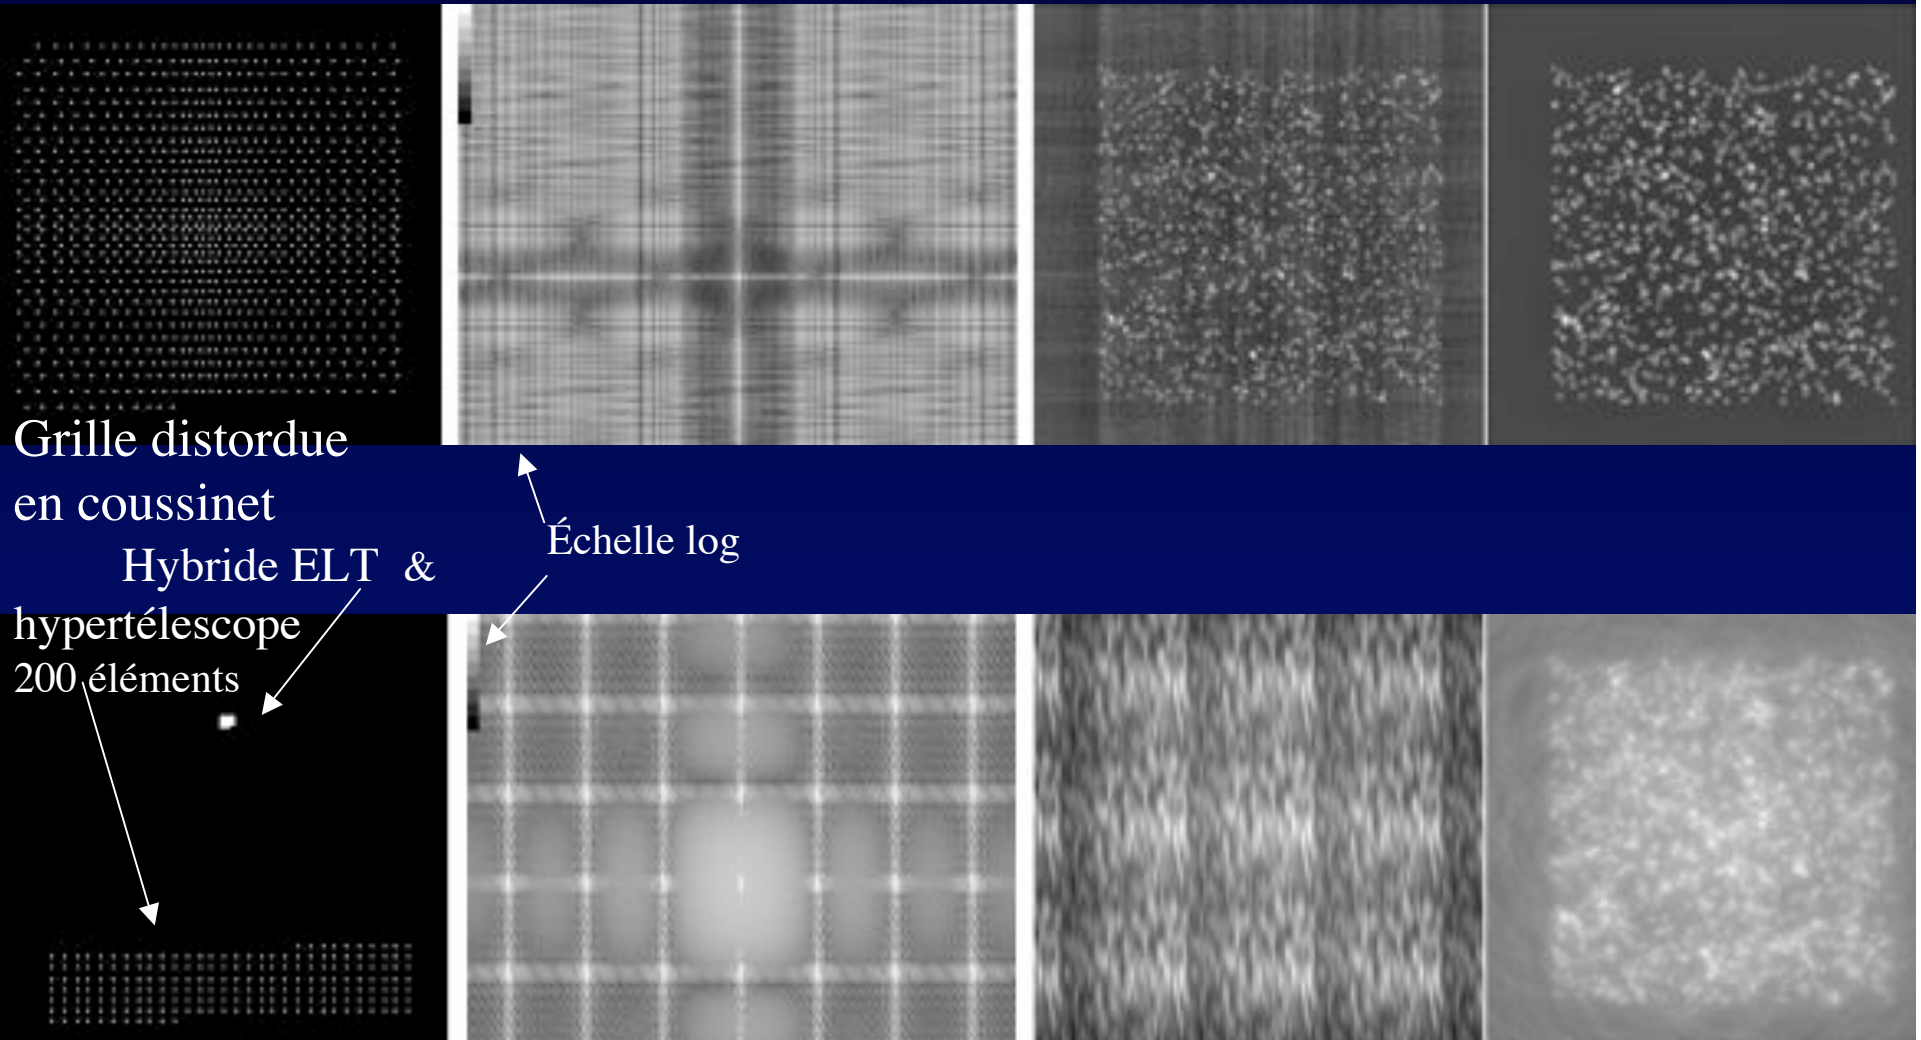 Grille distordue
en coussinet
Échelle log
Hybride ELT &
hypertélescope
200 éléments